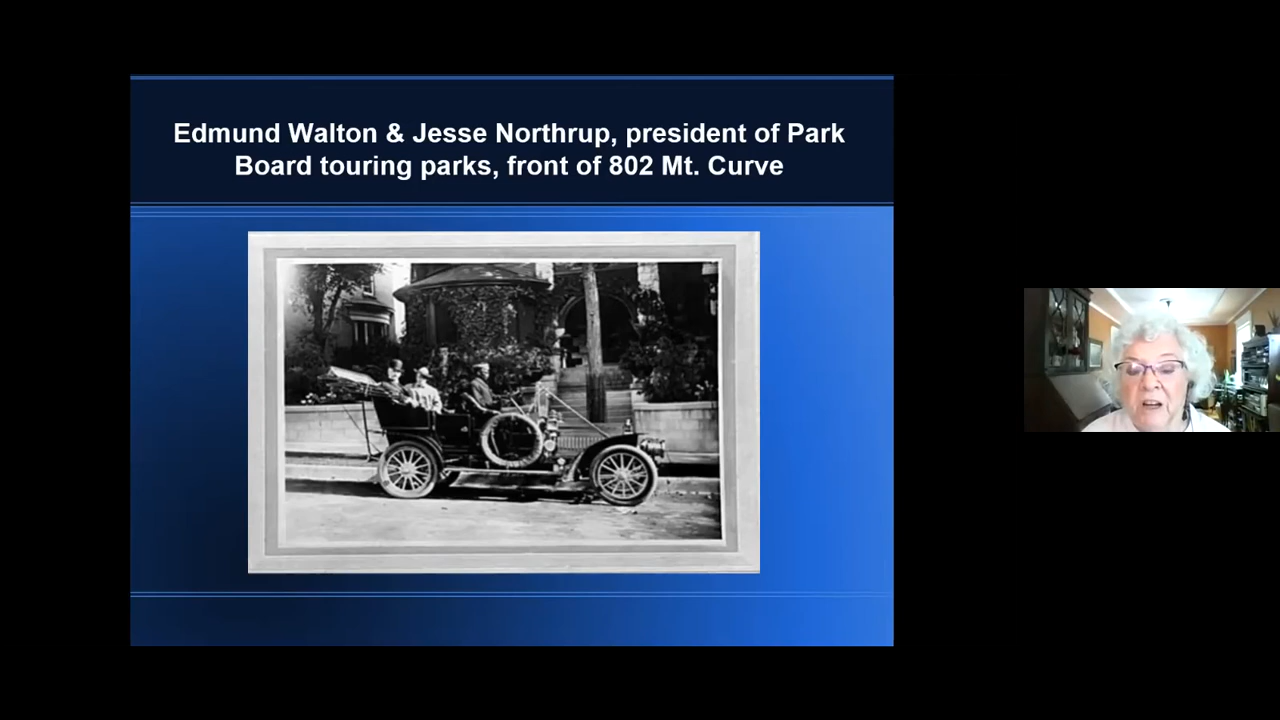 Edmund Walton & Jesse Northrup, president of Park
Board touring parks, front of 802 Mt. Curve